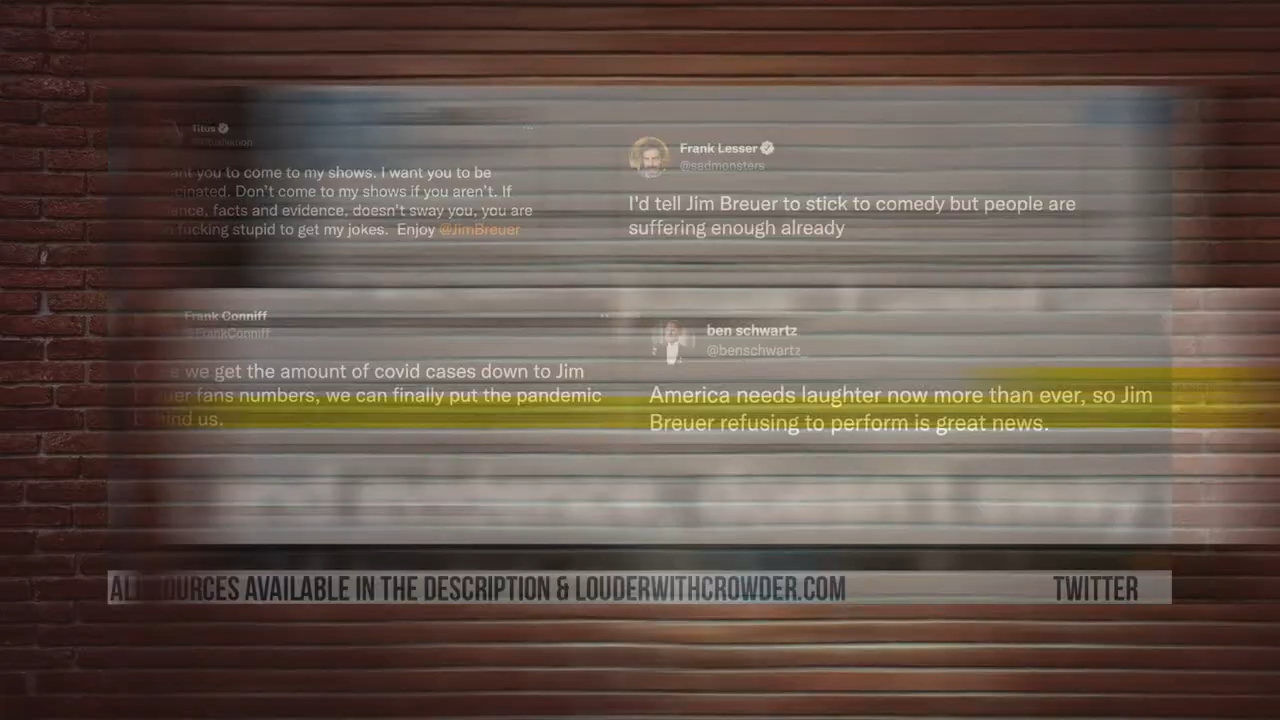 Titus
you to come to my shows. I want you to be
Don't come to my shows if you aren't. If
facts and evidence, doesn't sway you, you are
fucking stupid to get my jokes. Enjoy @JimBreuer
Frank Lesser
@sadmonsters
I'd tell Jim Breuer to stick to comedy but people are
suffering enough already
Frank Conniff
@FrankConniff
we get the amount of covid cases down to Jim
fans numbers, we can finally put the pandemic
us.
ben schwartz
@benschwartz_
America needs laughter now more than ever, so Jim
Breuer refusing to perform is great news.
ALL SOURCES AVAILABLE IN THE DESCRIPTION & LOUDERWITHCROWDER.COM
TWITTER